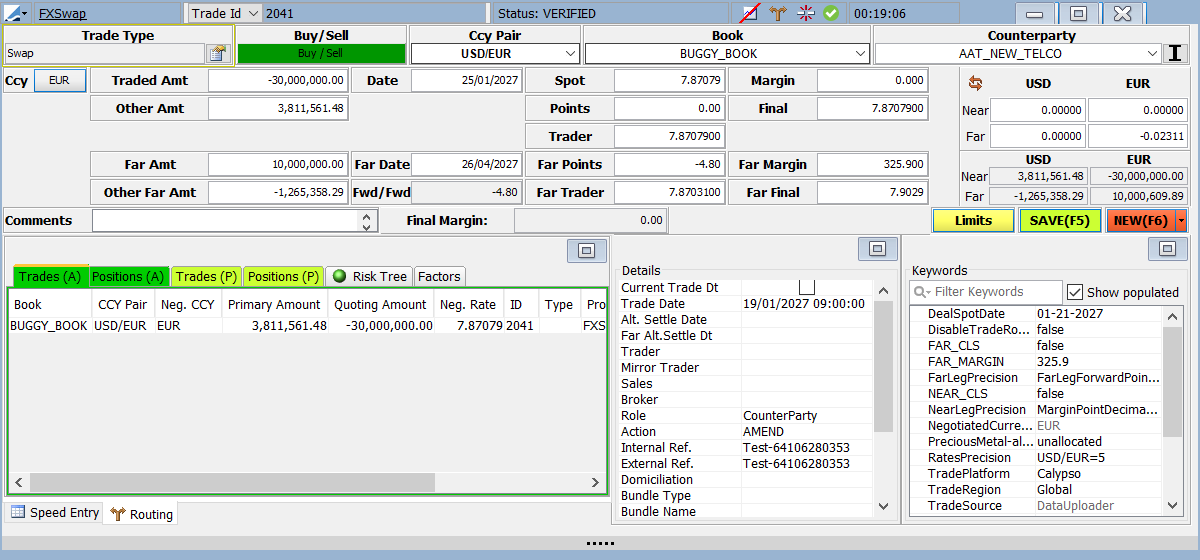 FXSwap Trade Id 2041 Status: VERIFIED 00:19:06
Trade Type Buy/Sell Ccy Pair Book Counterparty
Swap Buy / Sell USD/EUR BUGGY_BOOK AAT_NEW_TELCO
Ccy EUR Traded Amt -30,000,000.00 Date 25/01/2027 Spot 7.87079 Margin 0.000 USD EUR
Other Amt 3,811,561.48 Points 0.00 Final 7.8707900 Near 0.00000 0.00000
Trader 7.8707900 Far 0.00000 -0.02311
Far Amt 10,000,000.00 Far Date 26/04/2027 Far Points -4.80 Far Margin 325.900 USD EUR
Near 3,811,561.48 -30,000,000.00
Other Far Amt -1,265,358.29 Fwd/Fwd -4.80 Far Trader 7.8703100 Far Final 7.9029 Far -1,265,358.29 10,000,609.89
Comments Final Margin: 0.00 Limits SAVE(F5) NEW(F6)
Trades (A) Positions (A) Trades (P) Positions (P) Risk Tree Factors
Book CCY Pair Neg. CCY Primary Amount Quoting Amount Neg. Rate ID Type Pro
BUGGY_BOOK USD/EUR EUR 3,811,561.48 -30,000,000.00 7.87079 2041 FXS
Speed Entry Routing
Details
Current Trade Dt
Trade Date 19/01/2027 09:00:00
Alt. Settle Date
Far Alt.Settle Dt
Trader
Mirror Trader
Sales
Broker
Role CounterParty
Action AMEND
Internal Ref. Test-64106280353
External Ref. Test-64106280353
Domiciliation
Bundle Type
Bundle Name
Keywords
Filter Keywords Show populated
DealSpotDate 01-21-2027
DisableTradeRo... false
FAR_CLS false
FAR_MARGIN 325.9
FarLegPrecision FarLegForwardPoin...
NEAR_CLS false
NearLegPrecision MarginPointDecima...
NegotiatedCurre... EUR
PreciousMetal-al... unallocated
RatesPrecision USD/EUR=5
TradePlatform Calypso
TradeRegion Global
TradeSource DataUploader